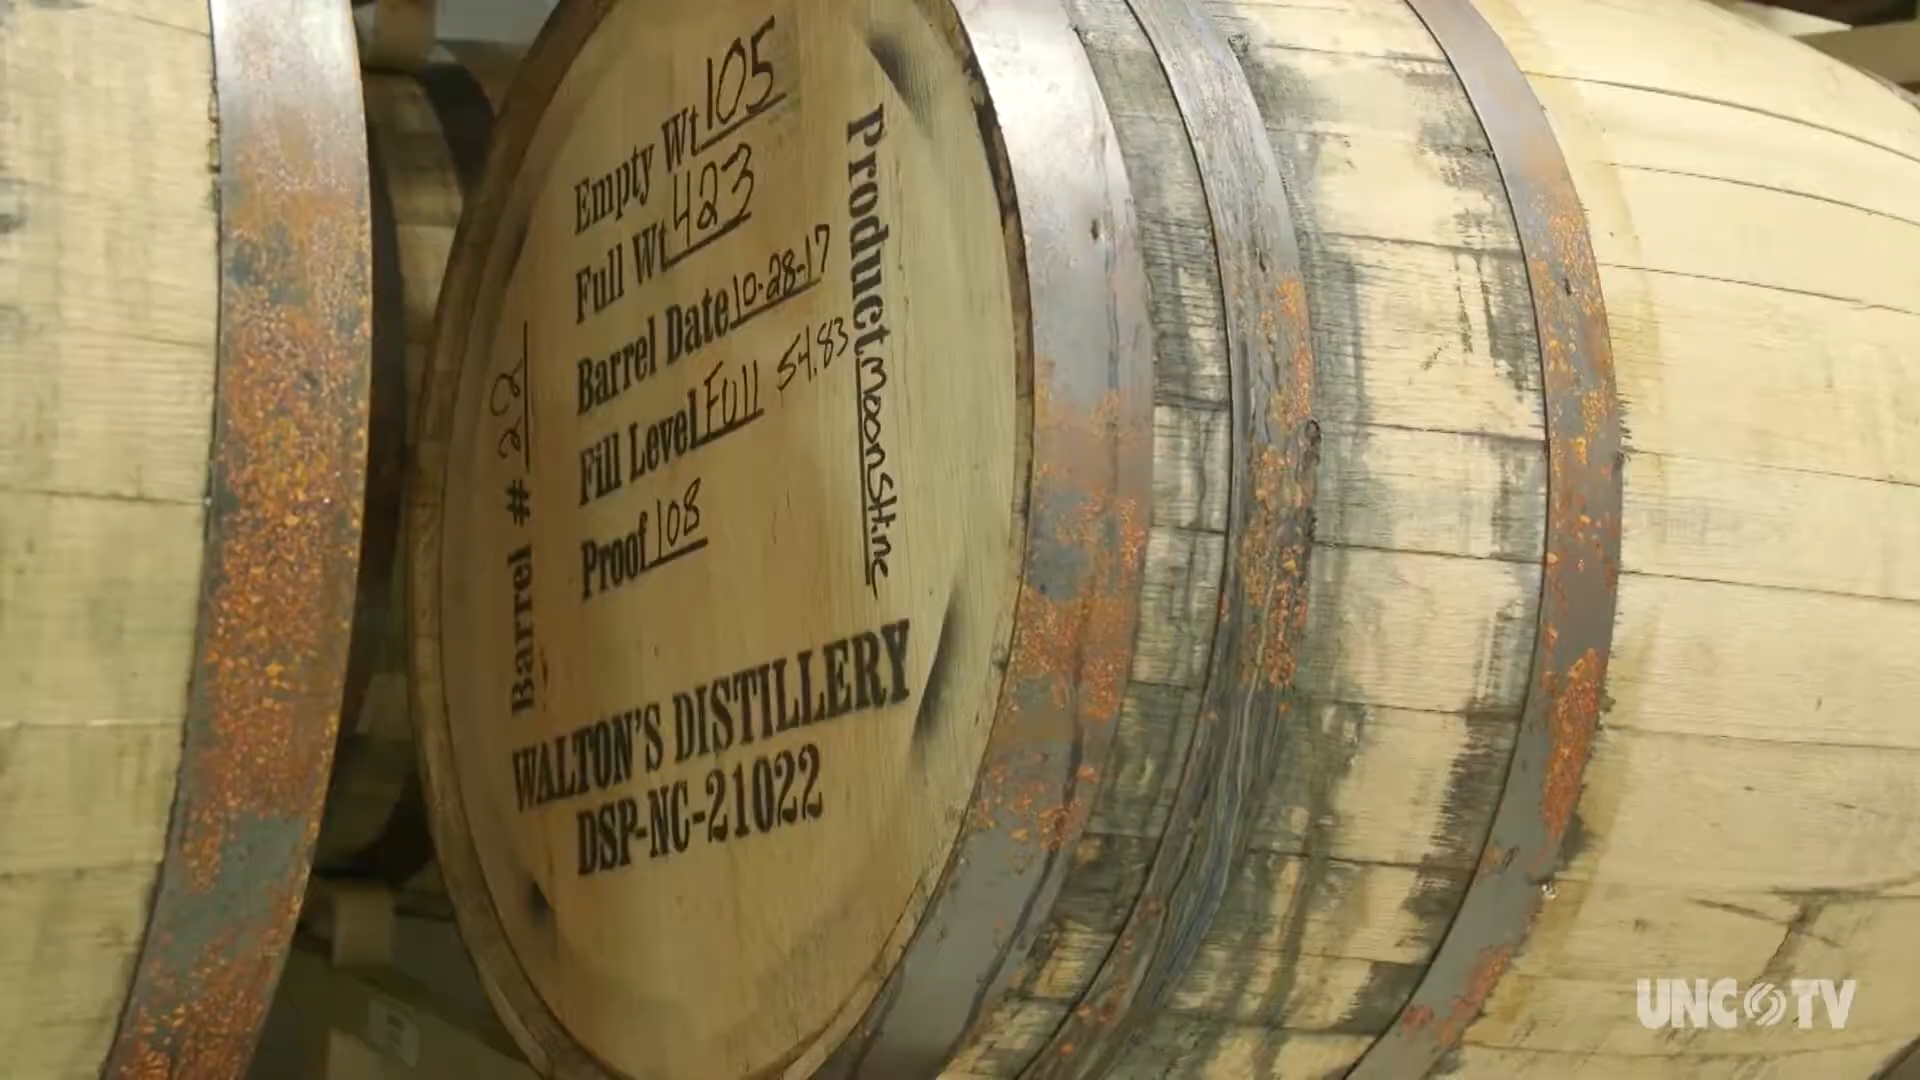 Empty Wt 105
Full Wt 423
Barrel Date 10-28-17
Fill Level Full 54.83
Proof 108
Product MoonSHine
Barrel # 22
WALTON'S DISTILLERY
DSP-NC-21022
UNC TV